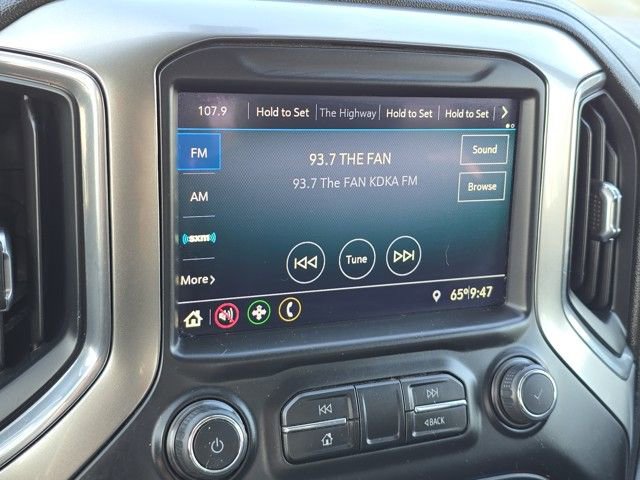 107.9 Hold to Set The Highway Hold to Set Hold to Set
FM
93.7 THE FAN
Sound
93.7 The FAN KDKA FM
Browse
AM
sxm
Tune
More
65° 9:47
BACK